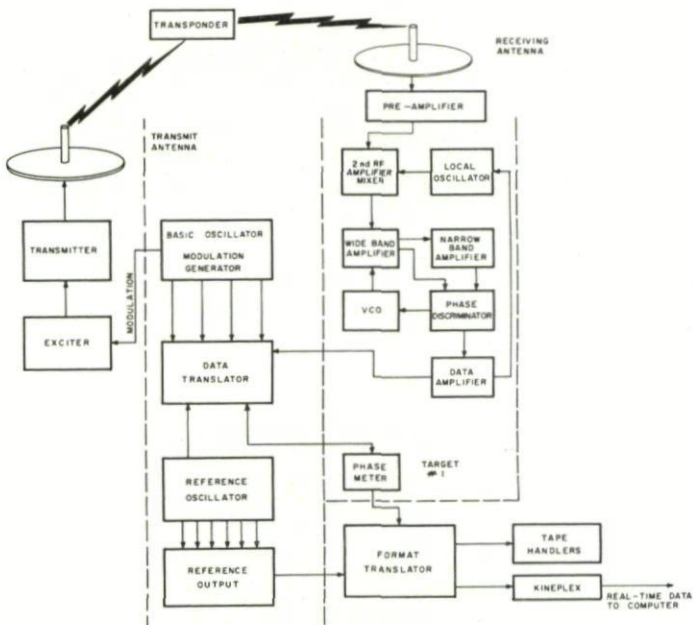 TRANSPONDER
RECEIVING
ANTENNA
PRE-AMPLIFIER
TRANSMIT
ANTENNA
2nd RF
AMPLIFIER
MIXER
LOCAL
OSCILLATOR
TRANSMITTER
BASIC OSCILLATOR
MODULATION
GENERATOR
WIDE BAND
AMPLIFIER
NARROW
BAND
AMPLIFIER
MODULATION
VCO
PHASE
DISCRIMINATOR
EXCITER
DATA
TRANSLATOR
DATA
AMPLIFIER
REFERENCE
OSCILLATOR
PHASE
METER
TARGET
# 1
REFERENCE
OUTPUT
FORMAT
TRANSLATOR
TAPE
HANDLERS
KINEPLEX
REAL-TIME DATA
TO COMPUTER